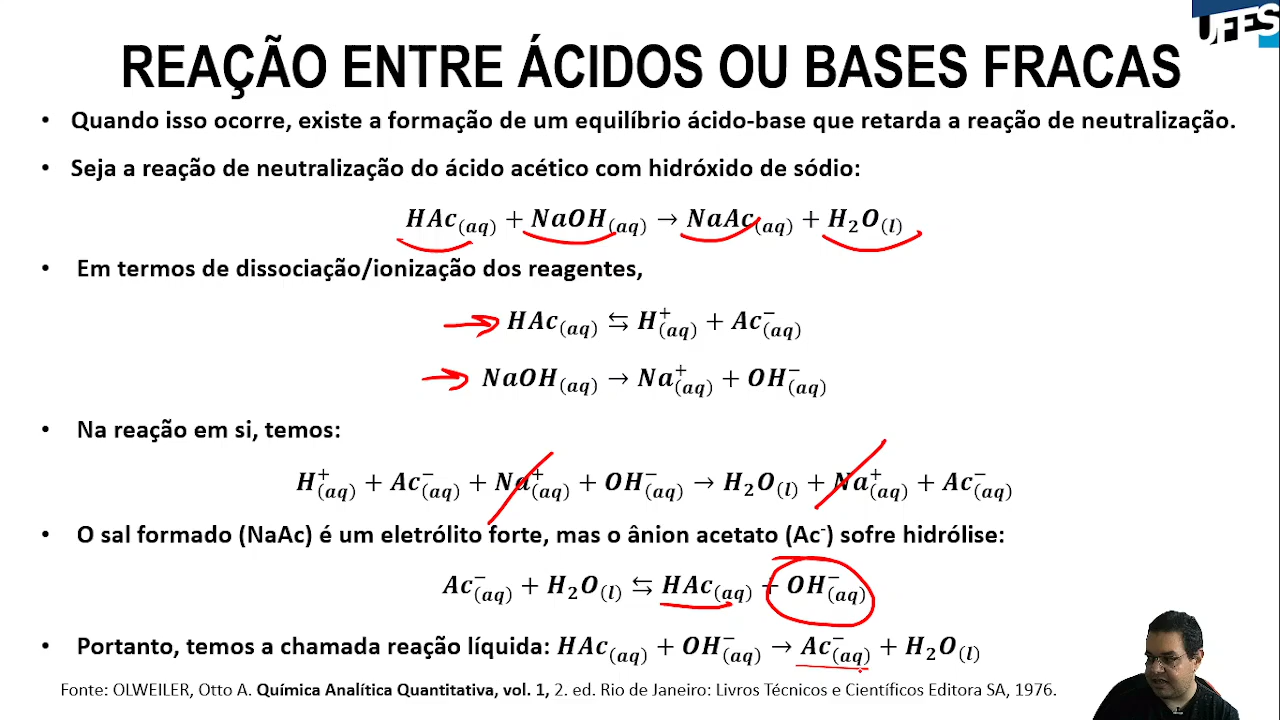 UFES
REAÇÃO ENTRE ÁCIDOS OU BASES FRACAS
• Quando isso ocorre, existe a formação de um equilíbrio ácido-base que retarda a reação de neutralização.
• Seja a reação de neutralização do ácido acético com hidróxido de sódio:
HAc(aq) + NaOH(aq) → NaAc(aq) + H₂O(l)
• Em termos de dissociação/ionização dos reagentes,
HAc(aq) ⇆ H⁺(aq) + Ac⁻(aq)
NaOH(aq) → Na⁺(aq) + OH⁻(aq)
• Na reação em si, temos:
H⁺(aq) + Ac⁻(aq) + Na⁺(aq) + OH⁻(aq) → H₂O(l) + Na⁺(aq) + Ac⁻(aq)
• O sal formado (NaAc) é um eletrólito forte, mas o ânion acetato (Ac⁻) sofre hidrólise:
Ac⁻(aq) + H₂O(l) ⇆ HAc(aq) + OH⁻(aq)
• Portanto, temos a chamada reação líquida: HAc(aq) + OH⁻(aq) → Ac⁻(aq) + H₂O(l)
Fonte: OLWEILER, Otto A. Química Analítica Quantitativa, vol. 1, 2. ed. Rio de Janeiro: Livros Técnicos e Científicos Editora SA, 1976.